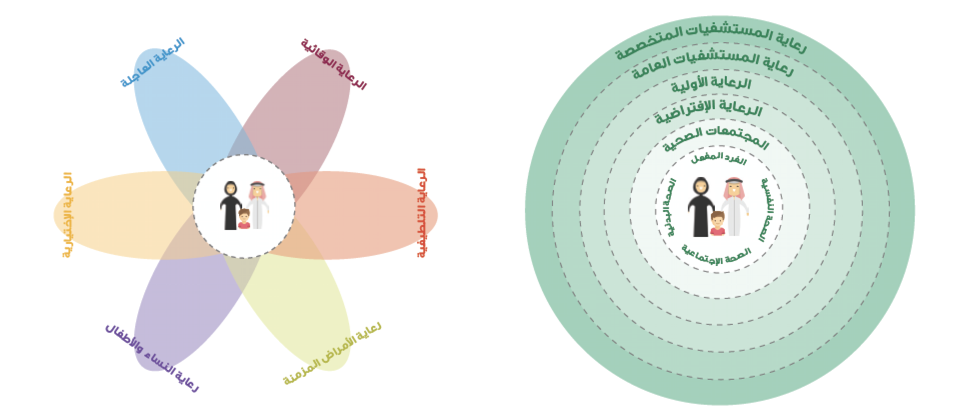 الرعاية الوقائية
الرعاية العاجلة
الرعاية التلطيفية
الرعاية الإختيارية
رعاية الأمراض المزمنة
رعاية النساء والأطفال
رعاية المستشفيات المتخصصة
رعاية المستشفيات العامة
الرعاية الأولية
الرعاية الإفتراضية
المجتمعات الصحية
الفرد المفعل
الصحة النفسية
الصحة البدنية
الصحة الإجتماعية